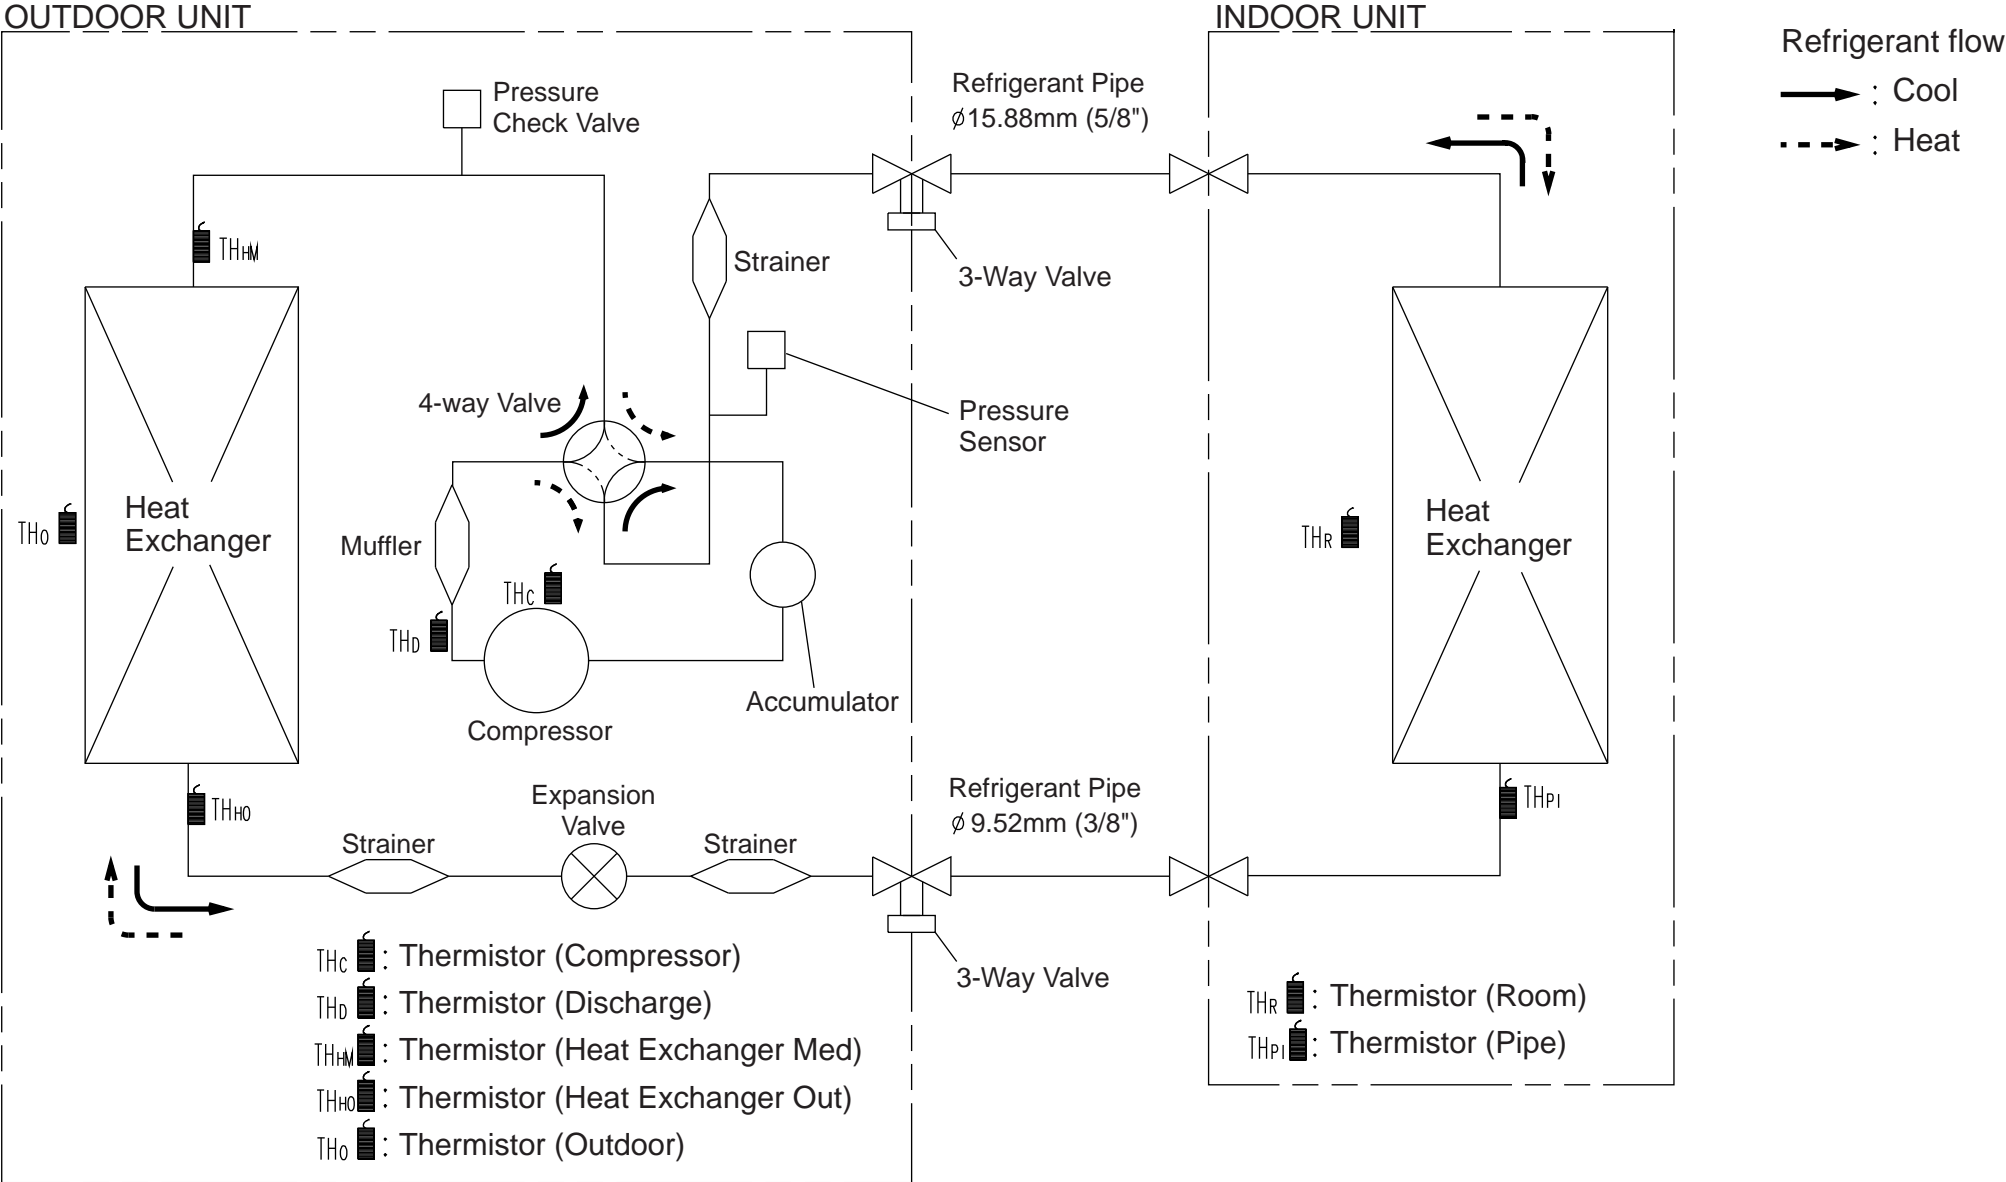 OUTDOOR UNIT
INDOOR UNIT
Refrigerant flow
: Cool
: Heat
Pressure
Check Valve
Refrigerant Pipe
ø15.88mm (5/8")
THHM
Strainer
3-Way Valve
4-way Valve
Pressure
Sensor
Heat
Exchanger
THO
Muffler
THC
THD
Compressor
Accumulator
THR
Heat
Exchanger
THHO
Strainer
Expansion
Valve
Strainer
Refrigerant Pipe
ø 9.52mm (3/8")
THPI
3-Way Valve
THC : Thermistor (Compressor)
THD : Thermistor (Discharge)
THHM : Thermistor (Heat Exchanger Med)
THHO : Thermistor (Heat Exchanger Out)
THO : Thermistor (Outdoor)
THR : Thermistor (Room)
THPI : Thermistor (Pipe)